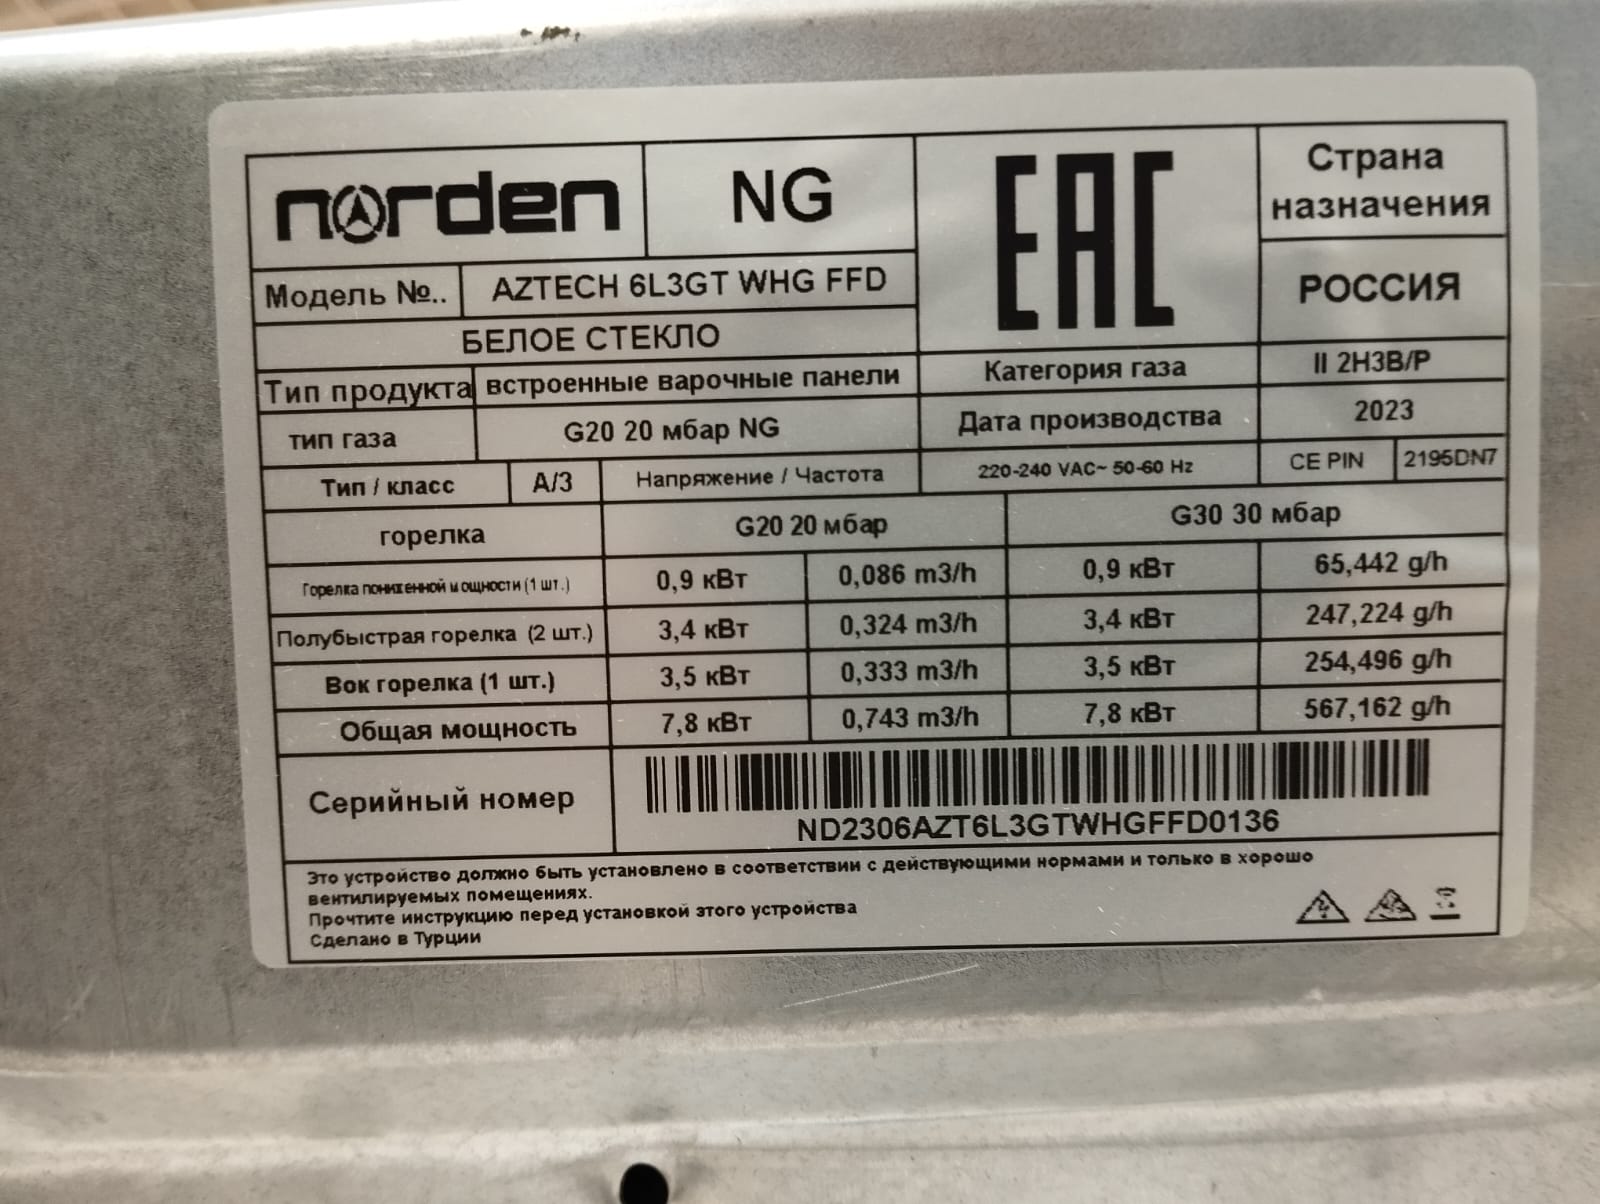 norden
NG
EAC
Страна
назначения
РОССИЯ
Модель №..
AZTECH 6L3GT WHG FFD
БЕЛОЕ СТЕКЛО
Тип продукта
встроенные варочные панели
Категория газа
II 2H3B/P
тип газа
G20 20 мбар NG
Дата производства
2023
Тип / класс
А/3
Напряжение / Частота
220-240 VAC~ 50-60 Hz
CE PIN
2195DN7
горелка
G20 20 мбар
G30 30 мбар
Горелка пониженной мощности (1 шт.)
0,9 кВт
0,086 m3/h
0,9 кВт
65,442 g/h
Полубыстрая горелка (2 шт.)
3,4 кВт
0,324 m3/h
3,4 кВт
247,224 g/h
Вок горелка (1 шт.)
3,5 кВт
0,333 m3/h
3,5 кВт
254,496 g/h
Общая мощность
7,8 кВт
0,743 m3/h
7,8 кВт
567,162 g/h
Серийный номер
ND2306AZT6L3GTWHGFFD0136
Это устройство должно быть установлено в соответствии с действующими нормами и только в хорошо
вентилируемых помещениях.
Прочтите инструкцию перед установкой этого устройства
Сделано в Турции